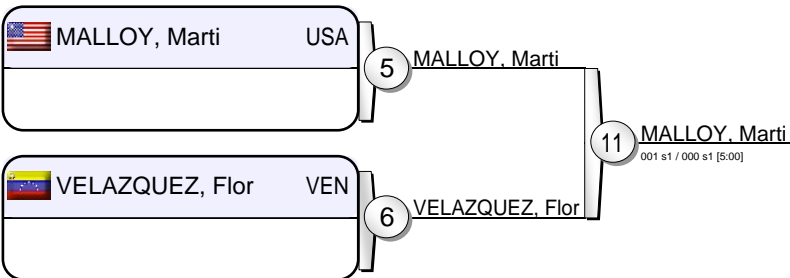 MALLOY, Marti USA
5
MALLOY, Marti
11
MALLOY, Marti
001 s1 / 000 s1 [5:00]
VELAZQUEZ, Flor VEN
6
VELAZQUEZ, Flor